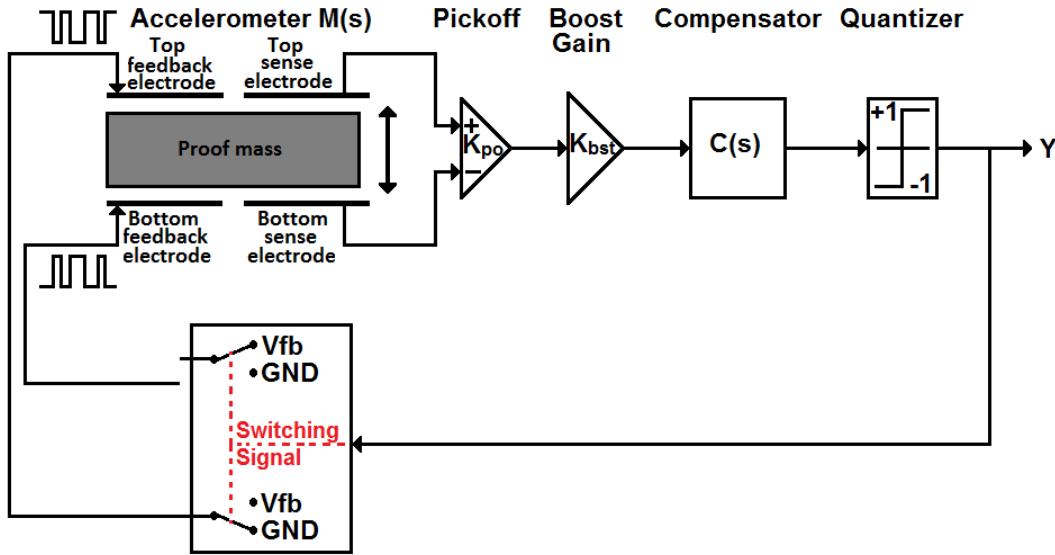 Accelerometer M(s)
Pickoff
Boost
Gain
Compensator
Quantizer
Top
feedback
electrode
Top
sense
electrode
Proof mass
+
Kpo
−
Kbst
C(s)
+1
-1
Y
Bottom
feedback
electrode
Bottom
sense
electrode
Vfb
GND
Switching
Signal
Vfb
GND